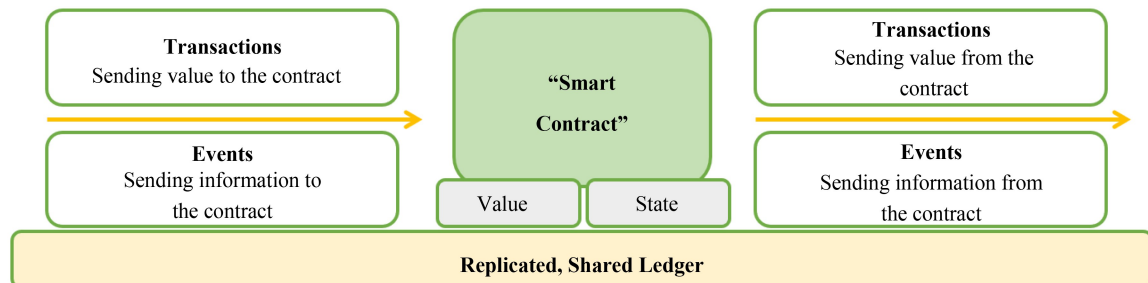 Transactions
Sending value to the contract
Events
Sending information to
the contract
“Smart
Contract”
Value
State
Transactions
Sending value from the
contract
Events
Sending information from
the contract
Replicated, Shared Ledger